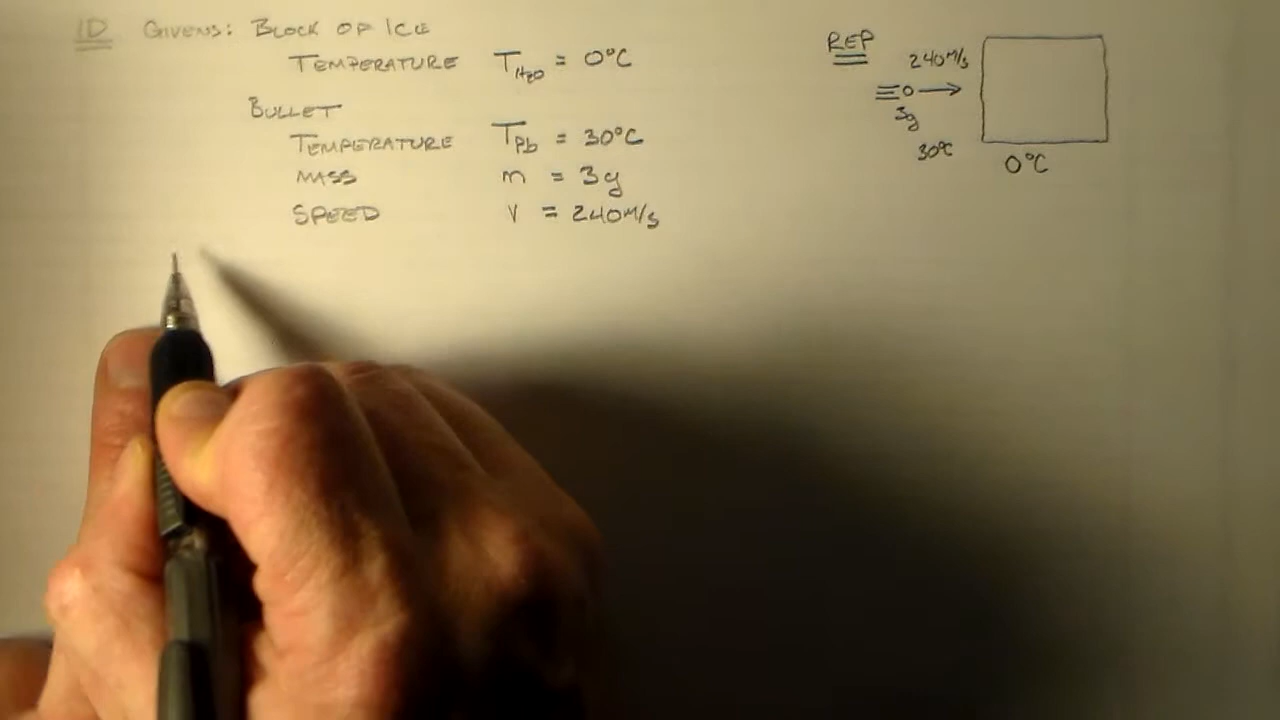 ID GIVENS: BLOCK OF ICE
TEMPERATURE T_H2O = 0°C
BULLET
TEMPERATURE T_Pb = 30°C
MASS m = 3g
SPEED V = 240M/S
REP
240M/S
3g
30°C
0°C